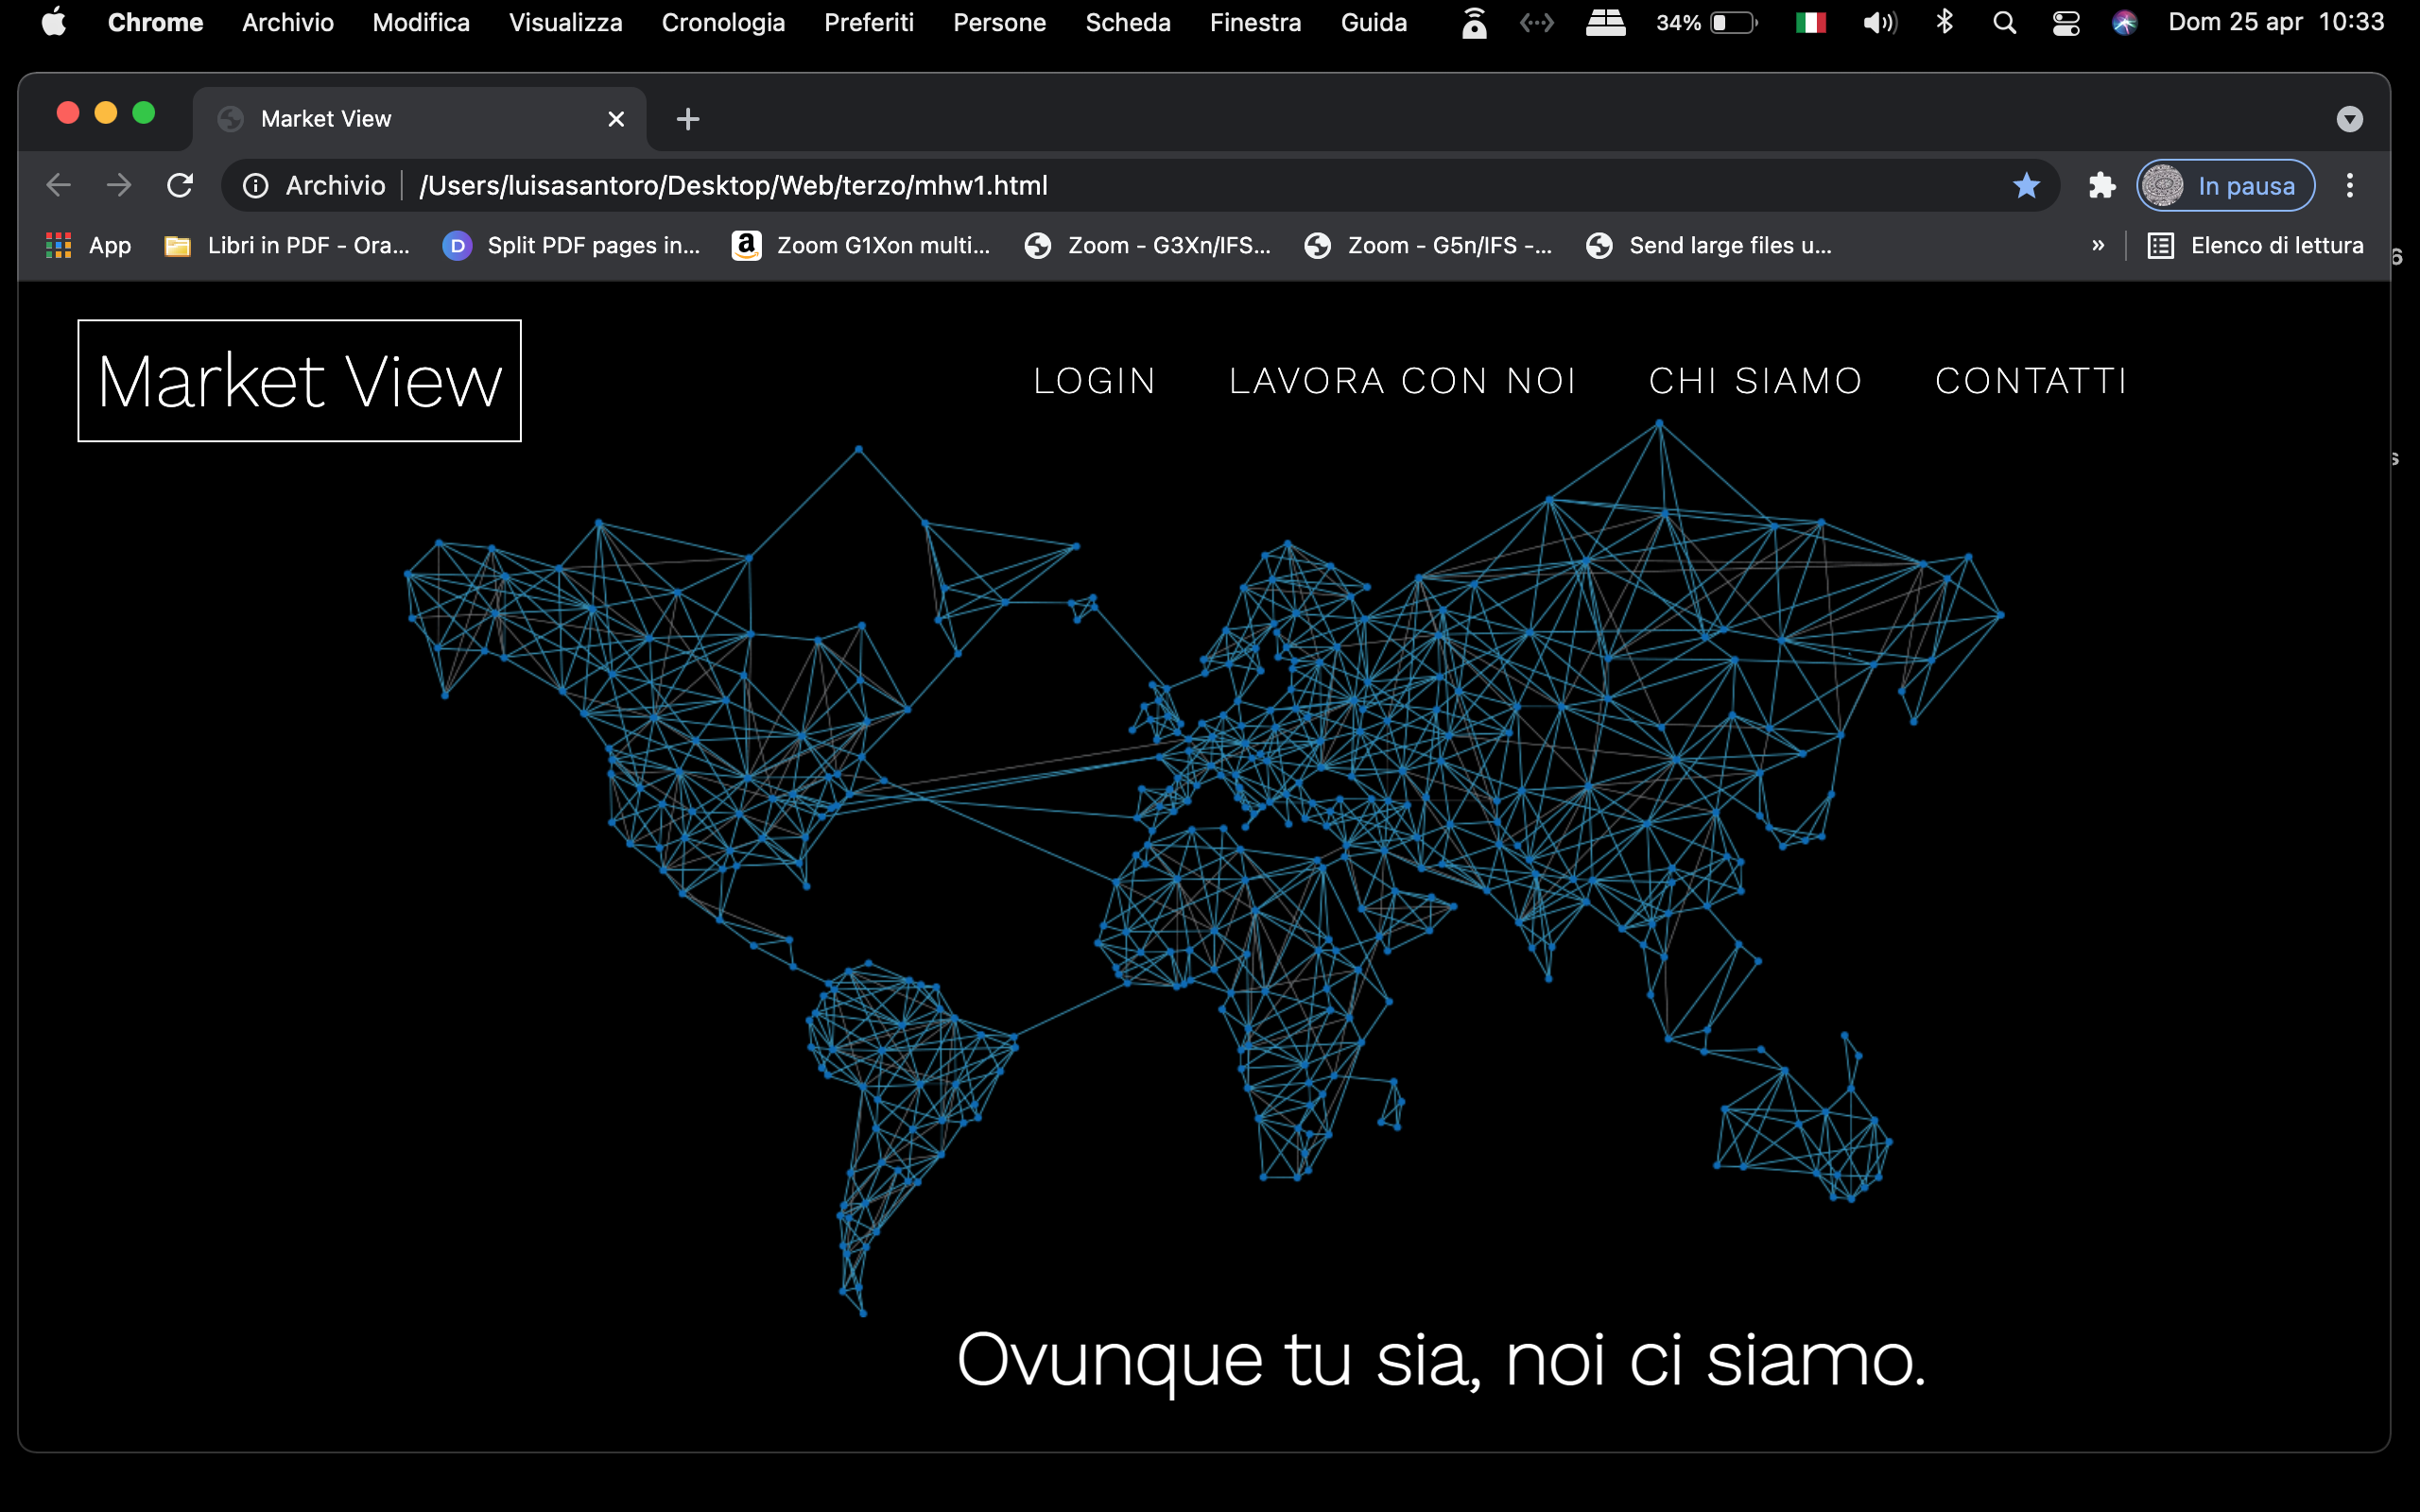 Chrome Archivio Modifica Visualizza Cronologia Preferiti Persone Scheda Finestra Guida 34% Dom 25 apr 10:33
Market View
Archivio /Users/luisasantoro/Desktop/Web/terzo/mhw1.html In pausa
App Libri in PDF - Ora... D Split PDF pages in... a Zoom G1Xon multi... Zoom - G3Xn/IFS... Zoom - G5n/IFS -... Send large files u... » Elenco di lettura
6
Market View LOGIN LAVORA CON NOI CHI SIAMO CONTATTI
s
Ovunque tu sia, noi ci siamo.